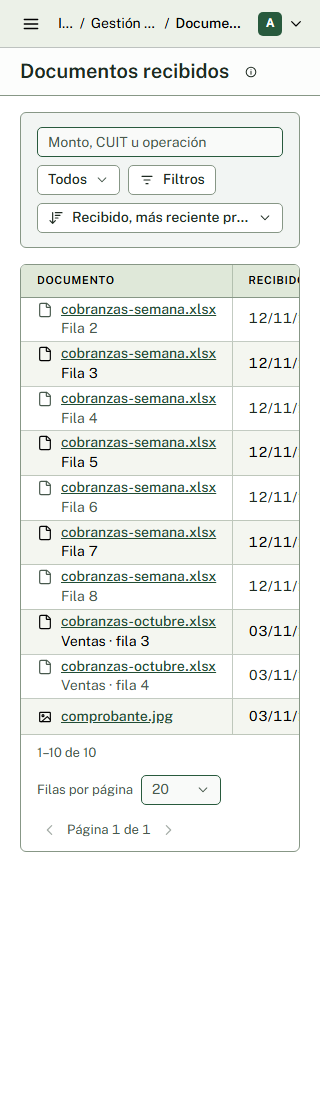 I... / Gestión ... / Docume... A
Documentos recibidos
Monto, CUIT u operación
Todos
Filtros
Recibido, más reciente pr...
DOCUMENTO RECIBIDO
cobranzas-semana.xlsx 12/11/
Fila 2
cobranzas-semana.xlsx 12/11/
Fila 3
cobranzas-semana.xlsx 12/11/
Fila 4
cobranzas-semana.xlsx 12/11/
Fila 5
cobranzas-semana.xlsx 12/11/
Fila 6
cobranzas-semana.xlsx 12/11/
Fila 7
cobranzas-semana.xlsx 12/11/
Fila 8
cobranzas-octubre.xlsx 03/11/
Ventas · fila 3
cobranzas-octubre.xlsx 03/11/
Ventas · fila 4
comprobante.jpg 03/11/
1–10 de 10
Filas por página 20
Página 1 de 1